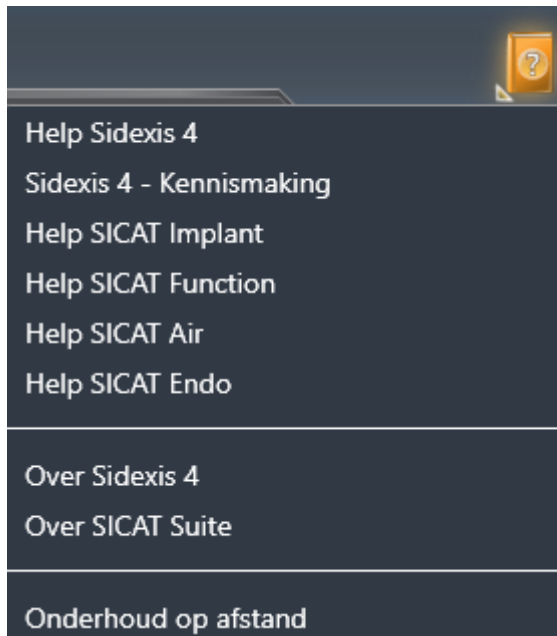 ?
Help Sidexis 4
Sidexis 4 - Kennismaking
Help SICAT Implant
Help SICAT Function
Help SICAT Air
Help SICAT Endo
Over Sidexis 4
Over SICAT Suite
Onderhoud op afstand